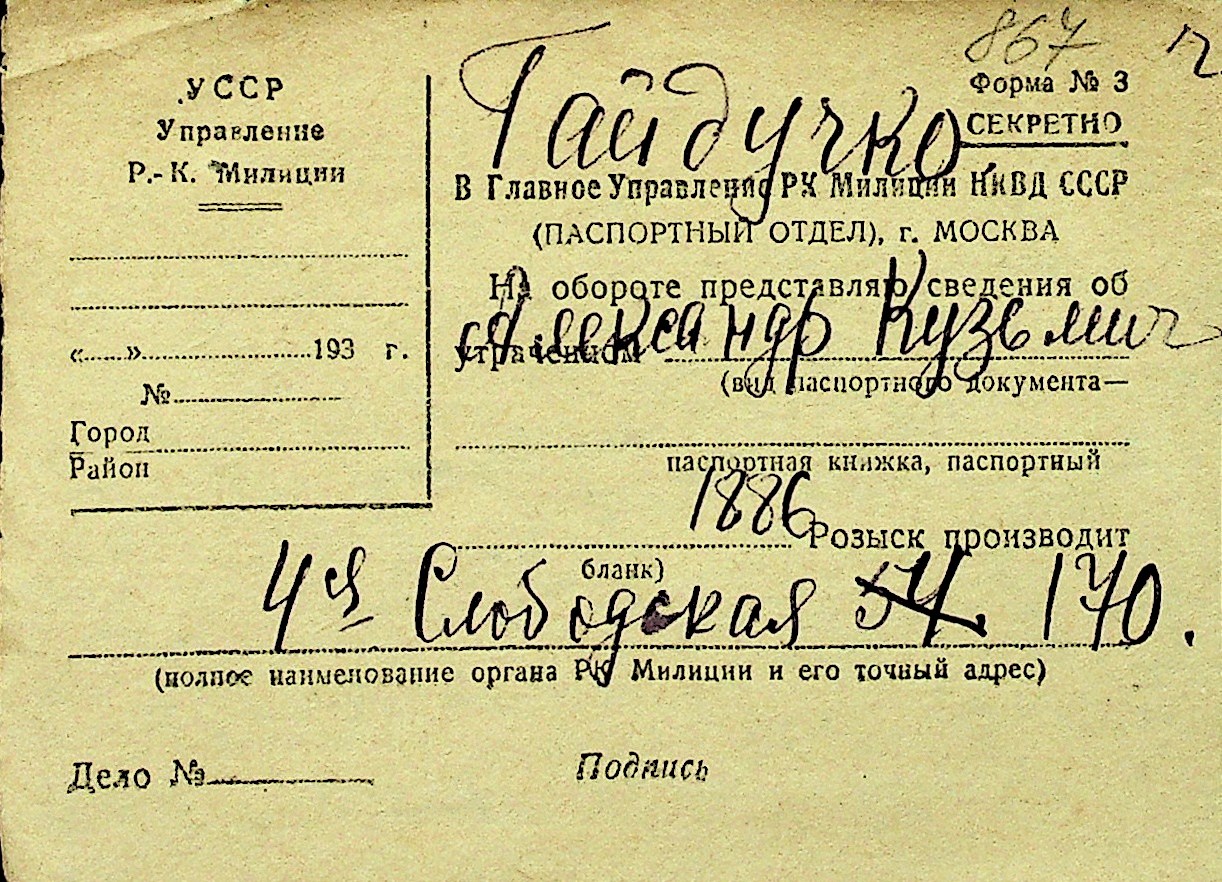 УССР
Управление
Р.-К. Милиции
«......»........................193 г.
№
Город
Район
867
Форма № 3
Гайдучко
СЕКРЕТНО
В Главное Управление РК Милиции НКВД СССР
(ПАСПОРТНЫЙ ОТДЕЛ), г. МОСКВА
На обороте представляю сведения об
утраченном
Александр Кузьмич
(вид паспортного документа—
паспортная книжка, паспортный
1886
Розыск производит
бланк)
4я Слободская 54. 170.
(полное наименование органа РК Милиции и его точный адрес)
Дело №
Подпись